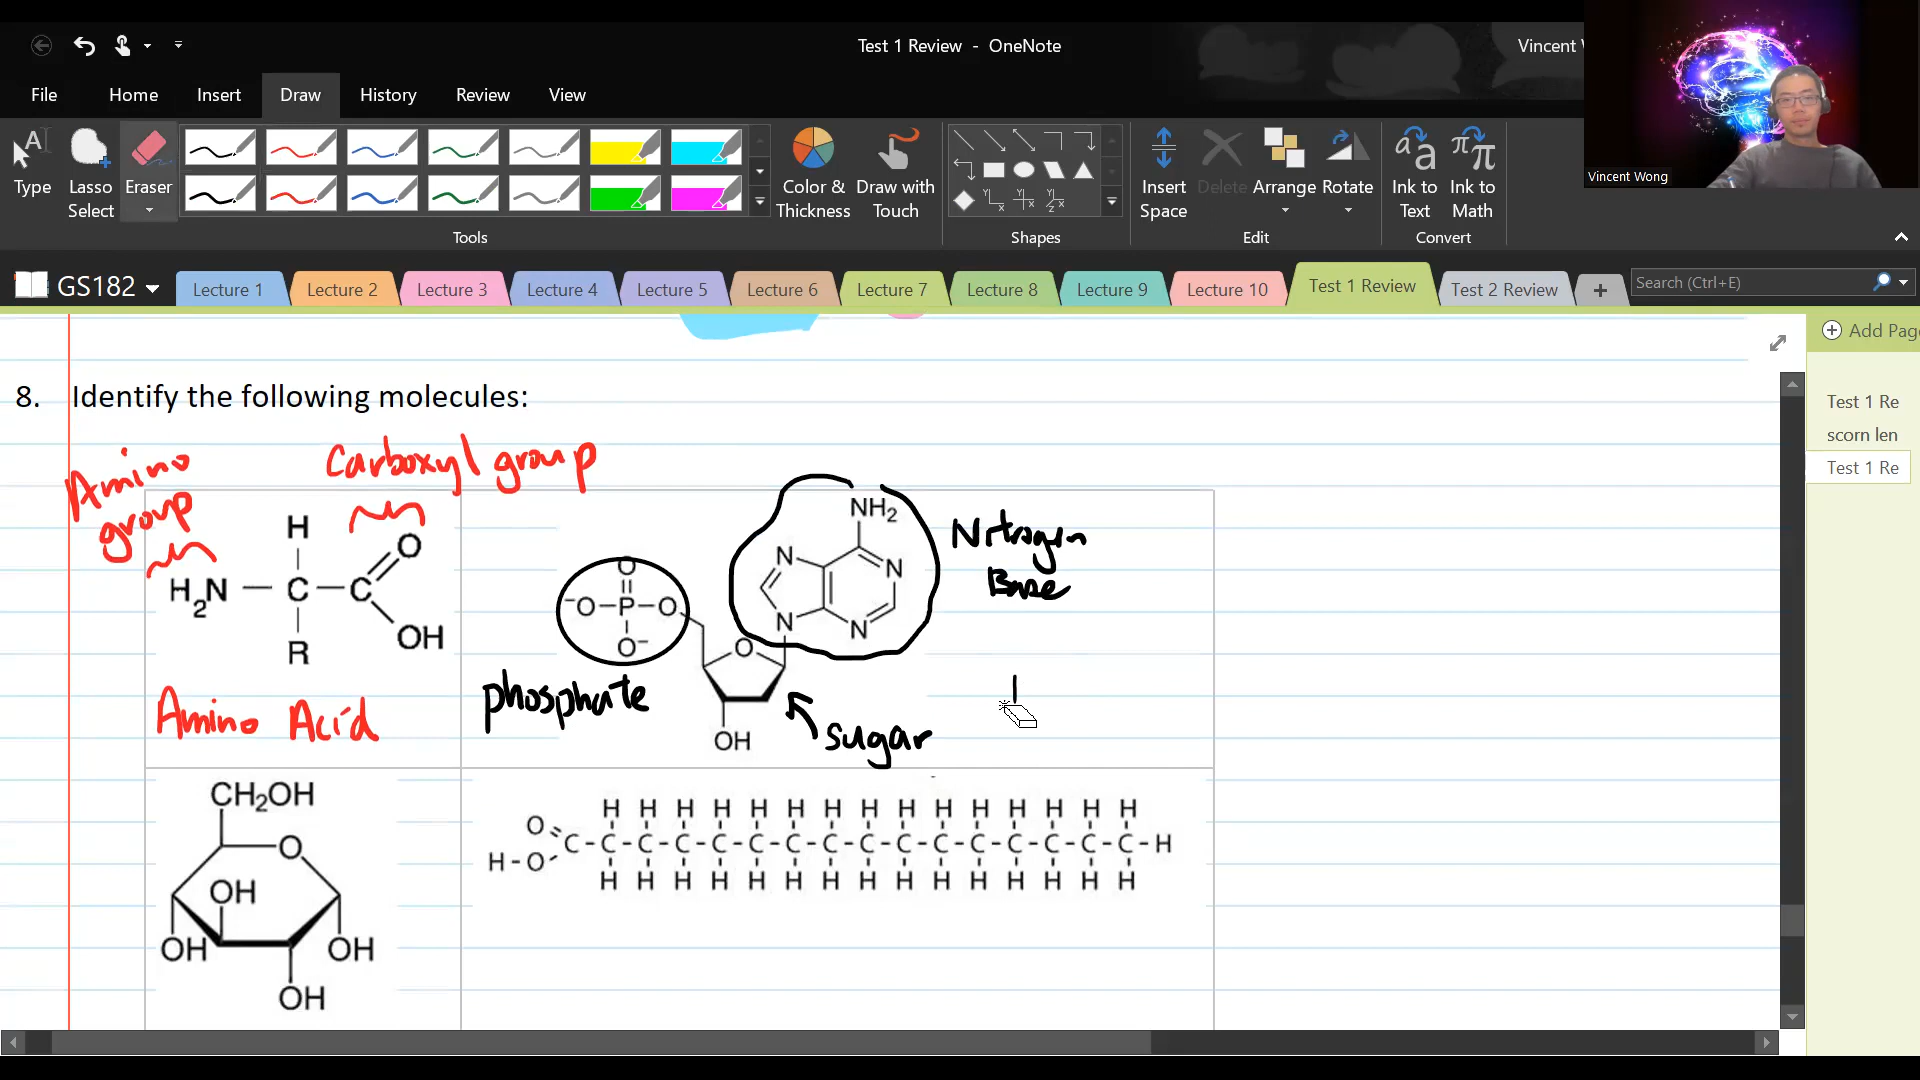 Test 1 Review - OneNote
Vincent W
File Home Insert Draw History Review View
Type
Lasso Select
Eraser
Color & Thickness
Draw with Touch
Insert Space
Delete
Arrange
Rotate
Ink to Text
Ink to Math
Tools
Shapes
Edit
Convert
Vincent Wong
GS182
Lecture 1 Lecture 2 Lecture 3 Lecture 4 Lecture 5 Lecture 6 Lecture 7 Lecture 8 Lecture 9 Lecture 10 Test 1 Review Test 2 Review
Search (Ctrl+E)
Add Pag
Test 1 Re
scorn len
Test 1 Re
8. Identify the following molecules:
Amino group
Carboxyl group
H
O
H2N — C — C
OH
R
Amino Acid
NH2
N N
N N
O
⁻O–P–O
O⁻
O
OH
Nitrogen
Base
phosphate
sugar
CH2OH
O
OH
OH OH
OH
H H H H H H H H H H H H H H H
O
C-C-C-C-C-C-C-C-C-C-C-C-C-C-C-C-H
H-O
H H H H H H H H H H H H H H H